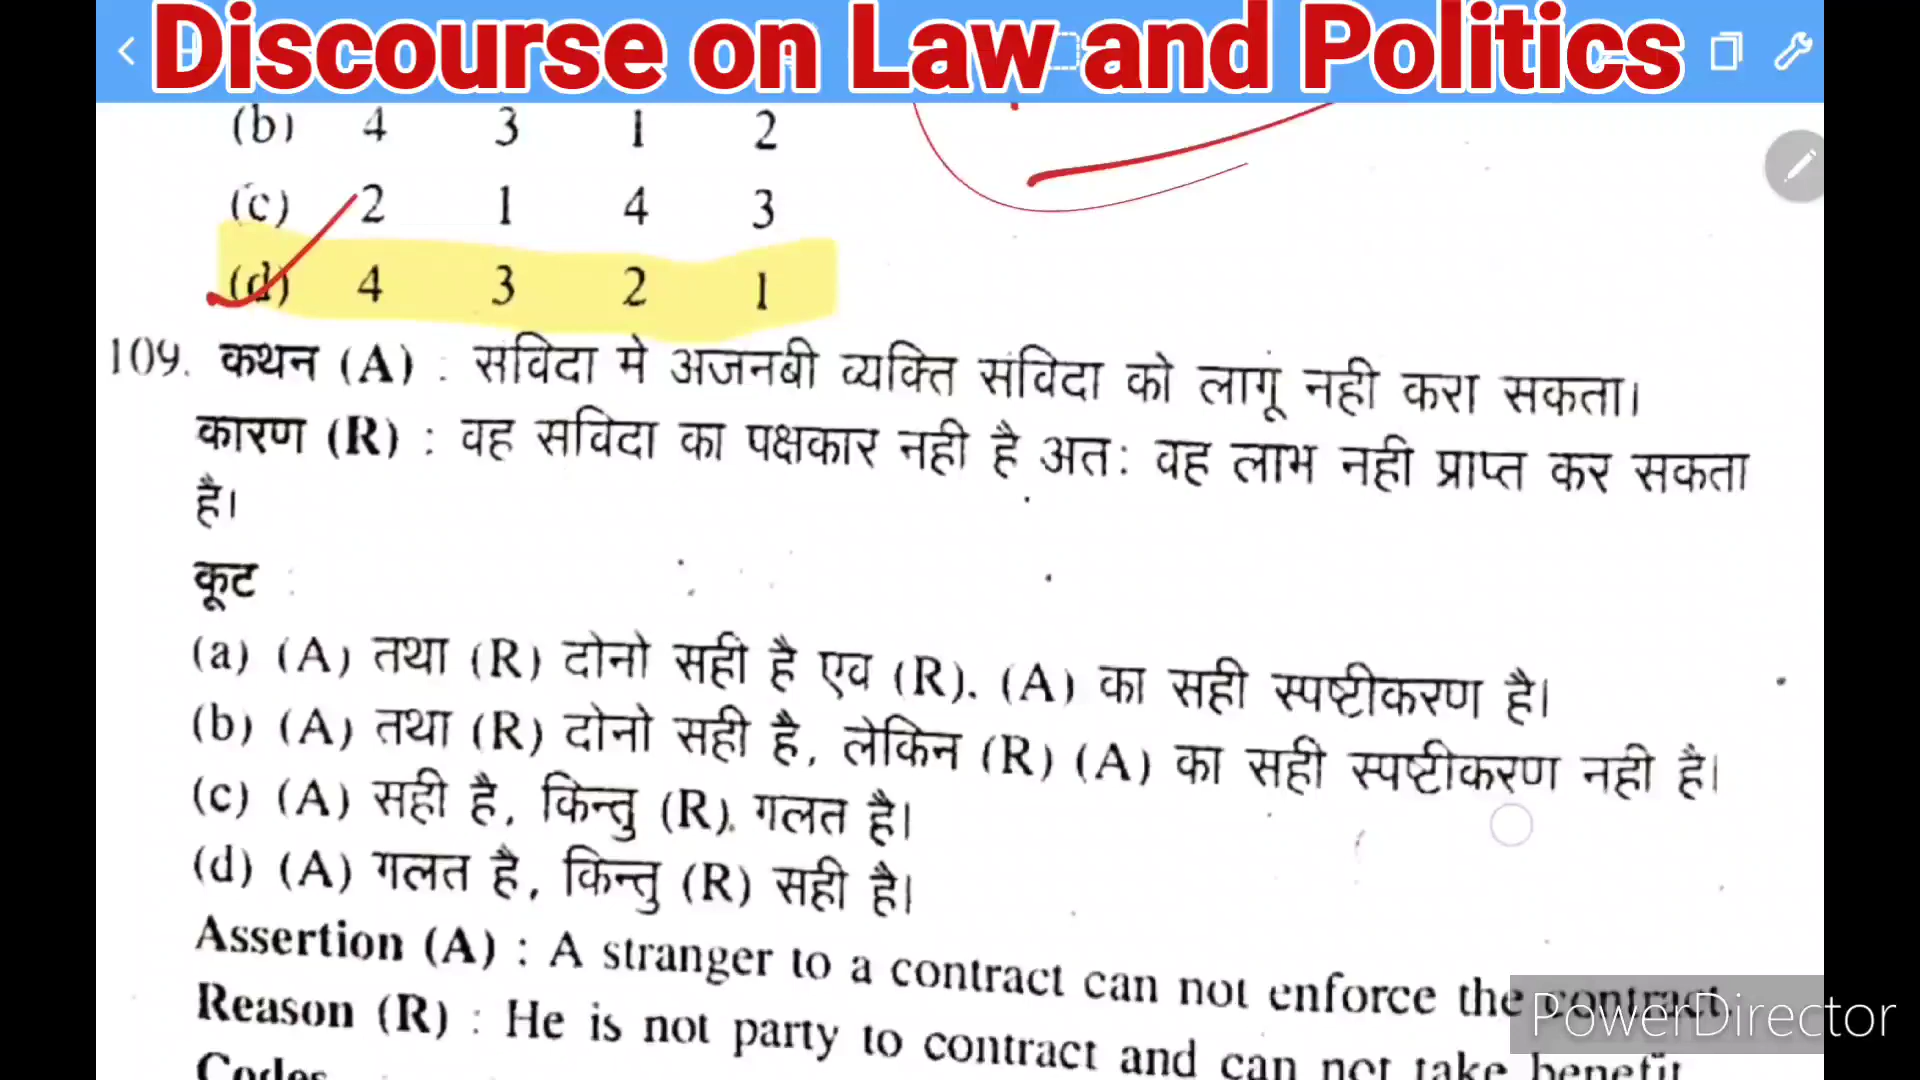 Discourse on Law and Politics
(b) 4 3 1 2
(c) 2 1 4 3
(d) 4 3 2 1
109. कथन (A) : सविदा मे अजनबी व्यक्ति संविदा को लागू नही करा सकता।
कारण (R) : वह सविदा का पक्षकार नही है अतः वह लाभ नही प्राप्त कर सकता
है।
कूट :
(a) (A) तथा (R) दोनो सही है एव (R). (A) का सही स्पष्टीकरण है।
(b) (A) तथा (R) दोनो सही है, लेकिन (R) (A) का सही स्पष्टीकरण नही है।
(c) (A) सही है, किन्तु (R). गलत है।
(d) (A) गलत है, किन्तु (R) सही है।
Assertion (A) : A stranger to a contract can not enforce the contract.
Reason (R) : He is not party to contract and can not take benefit
Codes
PowerDirector